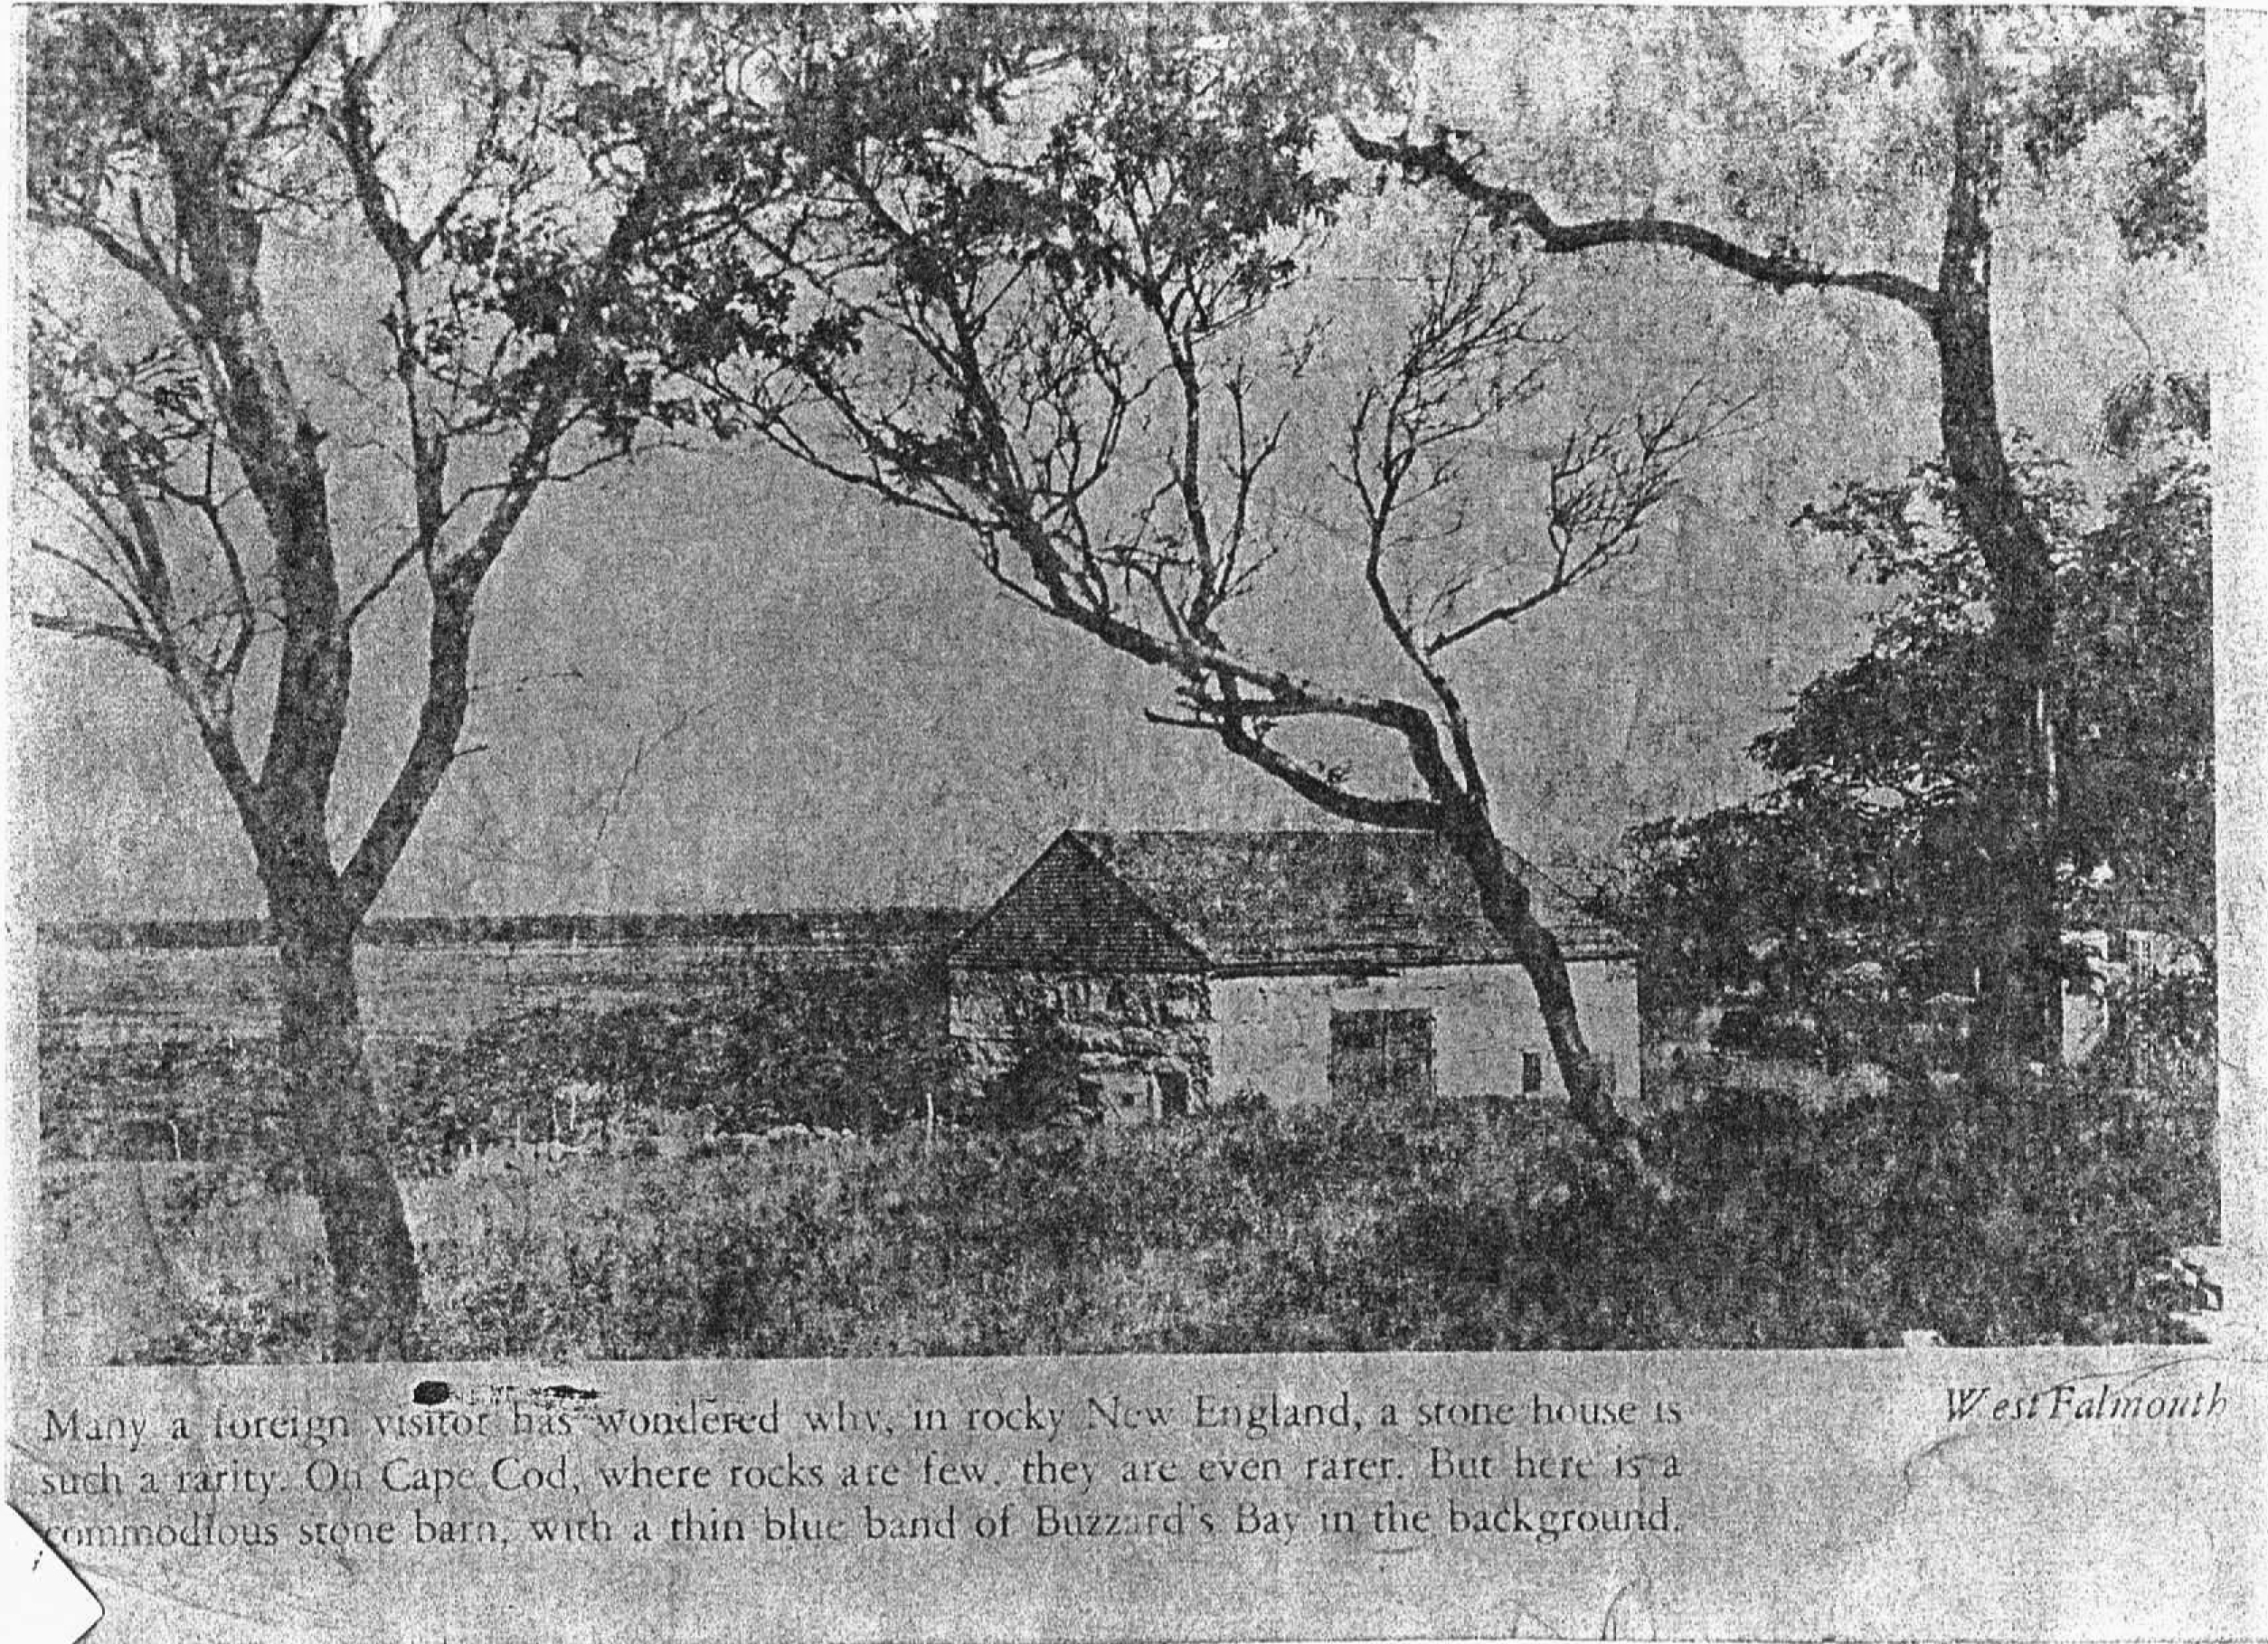 Many a foreign visitor has wondered why, in rocky New England, a stone house is
such a rarity. On Cape Cod, where rocks are few, they are even rarer. But here is a
commodious stone barn, with a thin blue band of Buzzard's Bay in the background.
West Falmouth